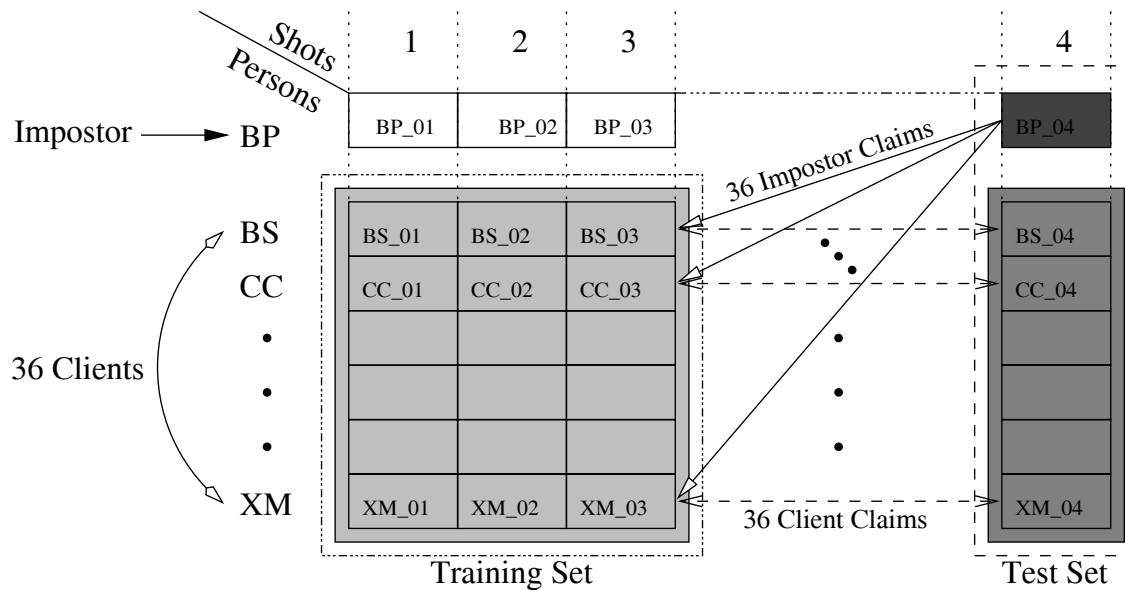 Shots
Persons
1 2 3 4
Impostor
BP
BP_01 BP_02 BP_03 BP_04
36 Impostor Claims
BS
BS_01 BS_02 BS_03 BS_04
CC
CC_01 CC_02 CC_03 CC_04
36 Clients
XM
XM_01 XM_02 XM_03 XM_04
36 Client Claims
Training Set
Test Set